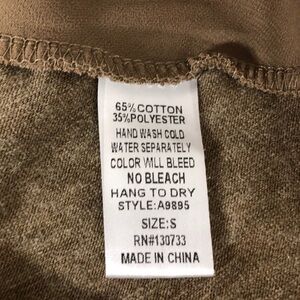 65% COTTON
35%POLYESTER
HAND WASH COLD
WATER SEPARATELY
COLOR WILL BLEED
NO BLEACH
HANG TO DRY
STYLE:A9895
SIZE:S
RN#130733
MADE IN CHINA